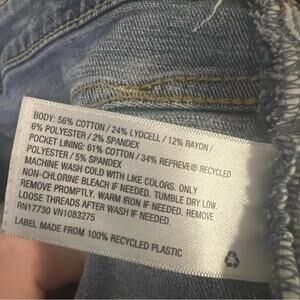 BODY: 56% COTTON / 24% LYOCELL / 12% RAYON /
6% POLYESTER / 2% SPANDEX
POCKET LINING: 61% COTTON / 34% REPREVE® RECYCLED
POLYESTER / 5% SPANDEX
MACHINE WASH COLD WITH LIKE COLORS. ONLY
NON-CHLORINE BLEACH IF NEEDED. TUMBLE DRY LOW.
REMOVE PROMPTLY. WARM IRON IF NEEDED. REMOVE
LOOSE THREADS AFTER WASH IF NEEDED.
RN17730 VN1083275
LABEL MADE FROM 100% RECYCLED PLASTIC